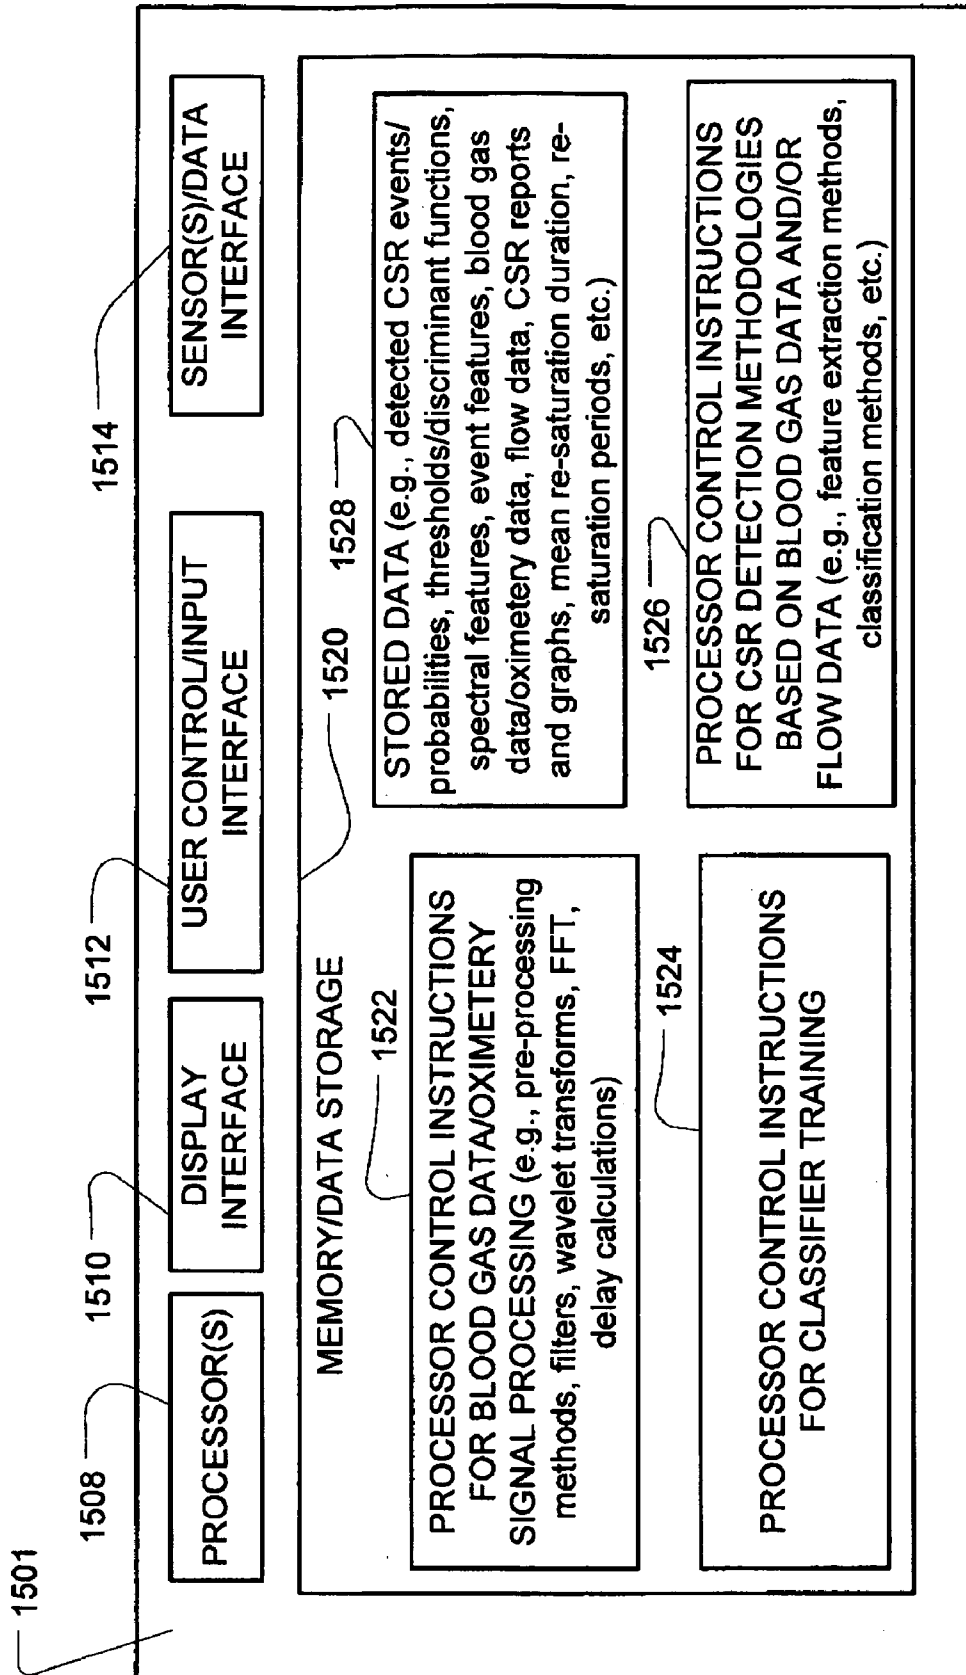 1501
1508
PROCESSOR(S)
1510
DISPLAY
INTERFACE
1512
USER CONTROL/INPUT
INTERFACE
1514
SENSOR(S)/DATA
INTERFACE
MEMORY/DATA STORAGE
1520
1522
PROCESSOR CONTROL INSTRUCTIONS
FOR BLOOD GAS DATA/OXIMETERY
SIGNAL PROCESSING (e.g., pre-processing
methods, filters, wavelet transforms, FFT,
delay calculations)
1528
STORED DATA (e.g., detected CSR events/
probabilities, thresholds/discriminant functions,
spectral features, event features, blood gas
data/oximetery data, flow data, CSR reports
and graphs, mean re-saturation duration, re-
saturation periods, etc.)
1524
PROCESSOR CONTROL INSTRUCTIONS
FOR CLASSIFIER TRAINING
1526
PROCESSOR CONTROL INSTRUCTIONS
FOR CSR DETECTION METHODOLOGIES
BASED ON BLOOD GAS DATA AND/OR
FLOW DATA (e.g., feature extraction methods,
classification methods, etc.)